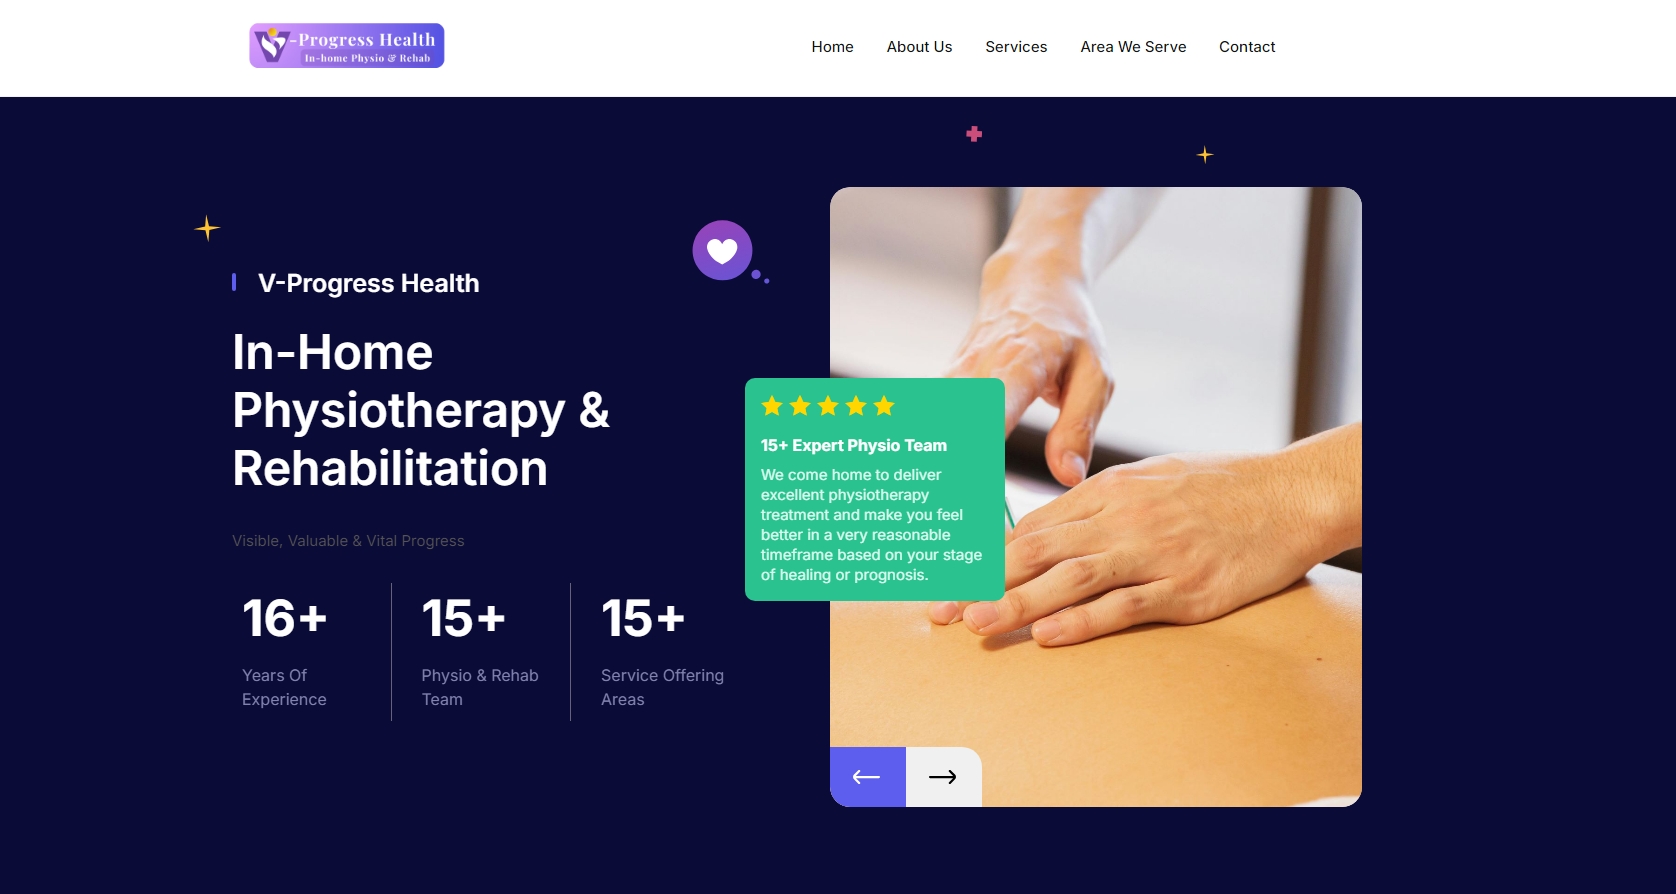 -Progress Health
In-home Physio & Rehab
Home
About Us
Services
Area We Serve
Contact
V-Progress Health
In-Home
Physiotherapy &
Rehabilitation
Visible, Valuable & Vital Progress
16+
Years Of
Experience
15+
Physio & Rehab
Team
15+
Service Offering
Areas
15+ Expert Physio Team
We come home to deliver
excellent physiotherapy
treatment and make you feel
better in a very reasonable
timeframe based on your stage
of healing or prognosis.